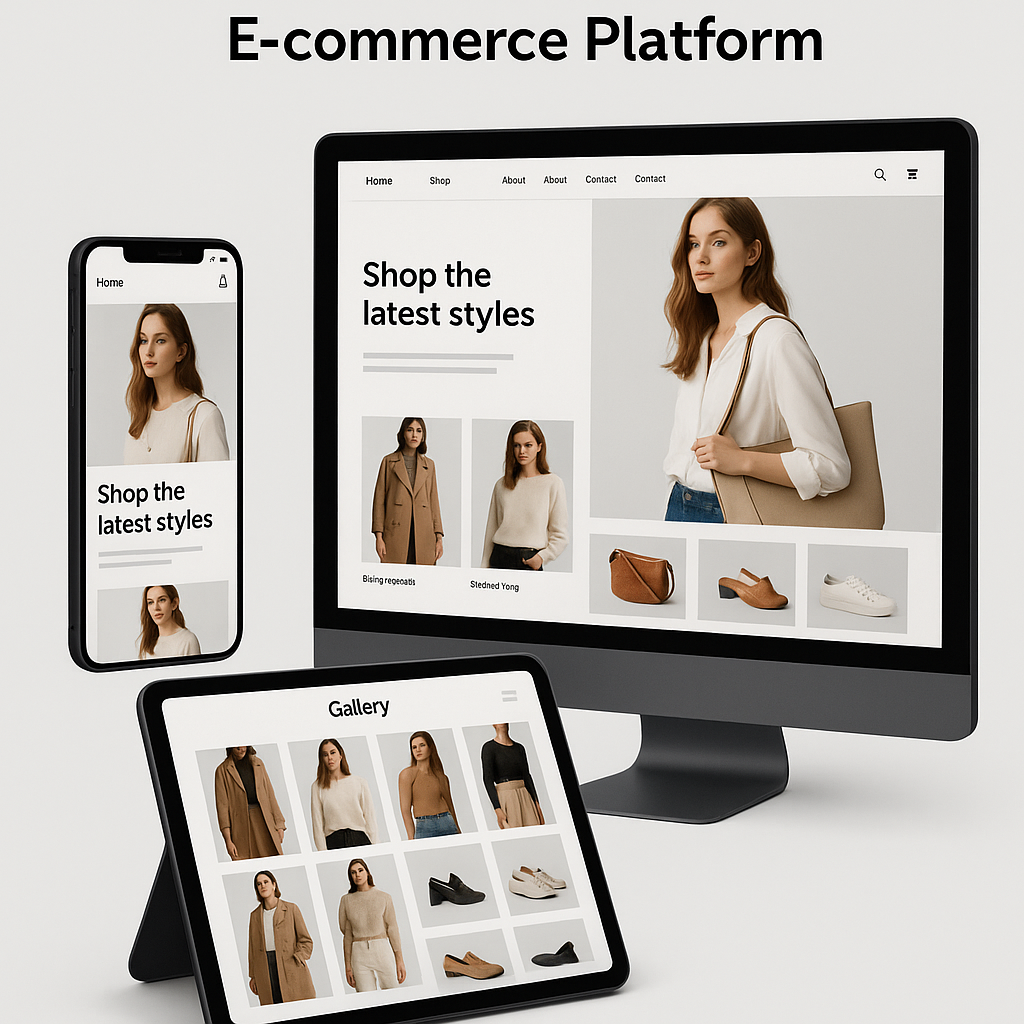 E-commerce Platform
Home Shop About About Contact Contact
Shop the
latest styles
Bising reqeoatis
Stedned Yong
Home
Shop the
latest styles
Gallery